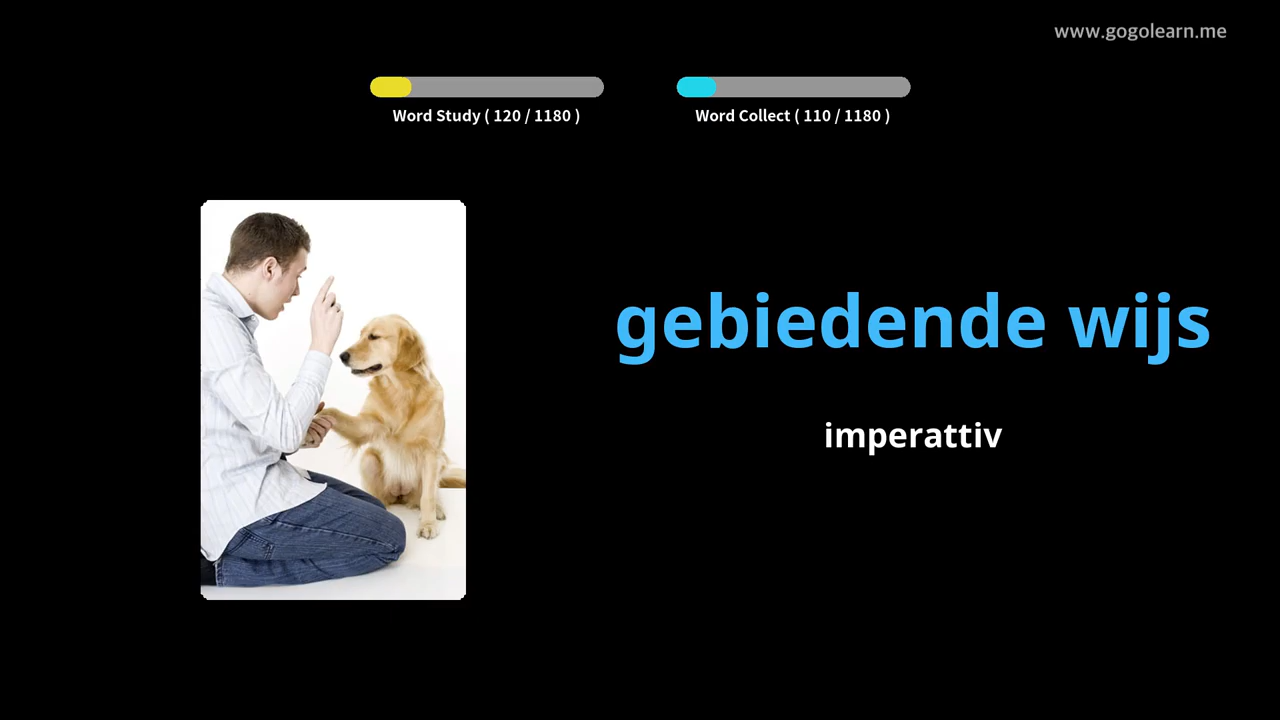 www.gogolearn.me
Word Study ( 120 / 1180 )
Word Collect ( 110 / 1180 )
gebiedende wijs
imperattiv